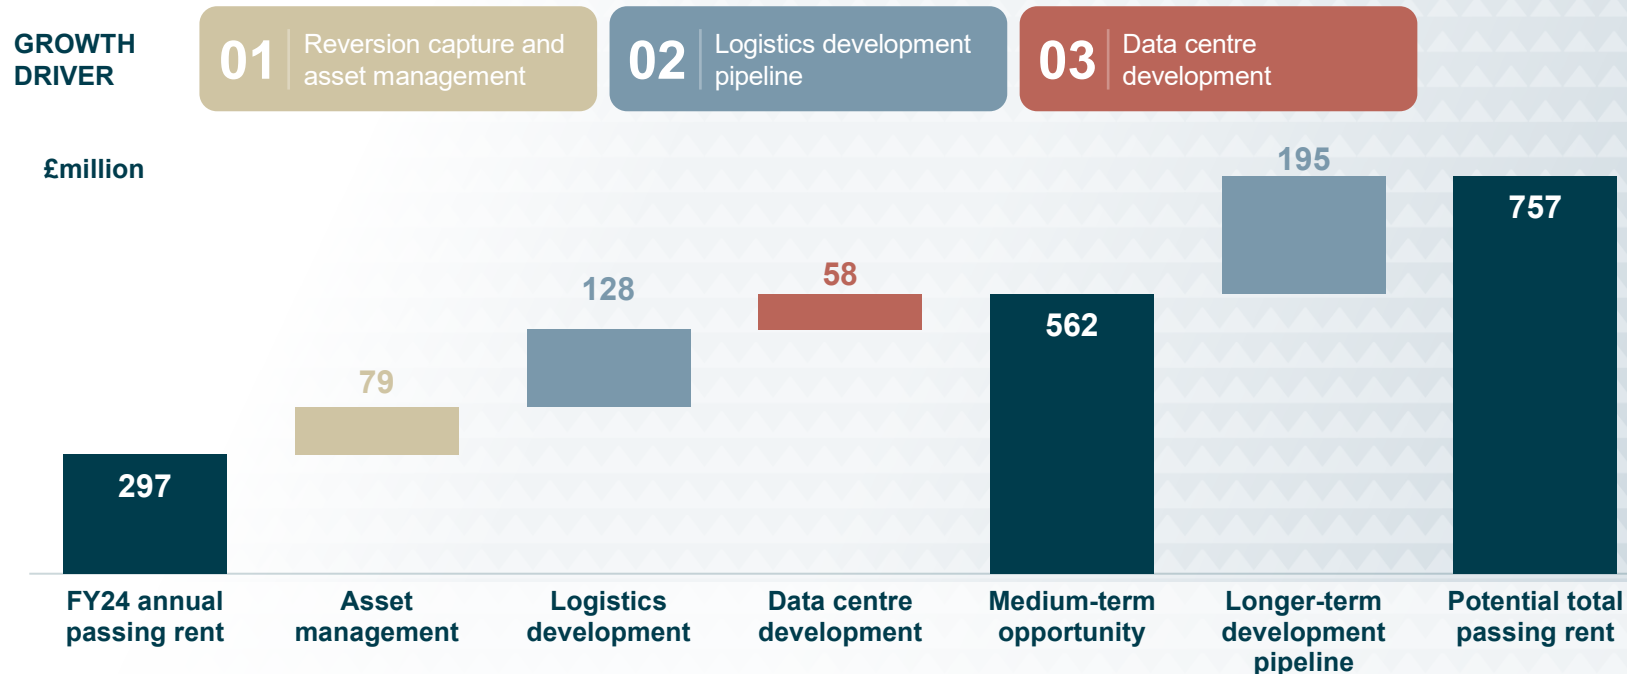 GROWTH
DRIVER
01
Reversion capture and
asset management
02
Logistics development
pipeline
03
Data centre
development
£million
297
79
128
58
562
195
757
FY24 annual
passing rent
Asset
management
Logistics
development
Data centre
development
Medium-term
opportunity
Longer-term
development
pipeline
Potential total
passing rent